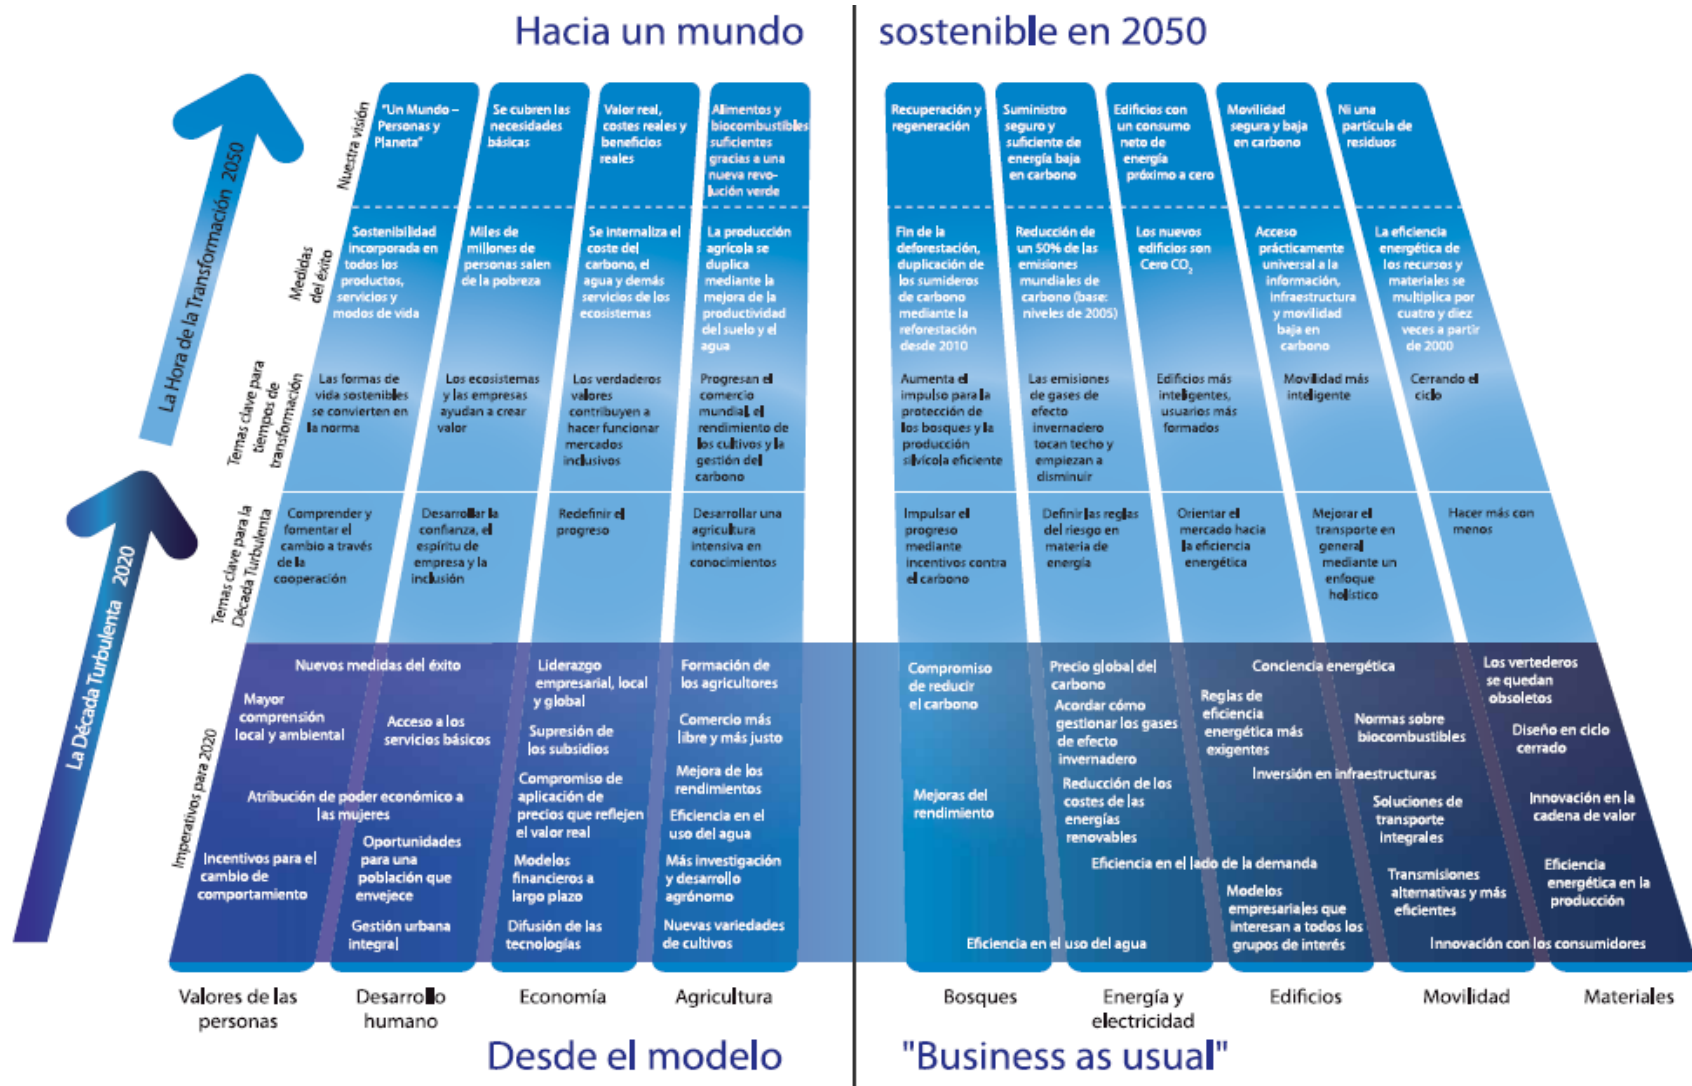 Hacia un mundo
sostenible en 2050
La Hora de la Transformación 2050
La Década Turbulenta 2020
Nuestra visión
"Un Mundo –
Personas y
Planeta"
Se cubren las
necesidades
básicas
Valor real,
costes reales y
beneficios
reales
Alimentos y
biocombustibles
suficientes
gracias a una
nueva revo-
lución verde
Recuperación y
regeneración
Suministro
seguro y
suficiente de
energía baja
en carbono
Edificios con
un consumo
neto de
energía
próximo a cero
Movilidad
segura y baja
en carbono
Ni una
partícula de
residuos
Medidas
del éxito
Sostenibilidad
incorporada en
todos los
productos,
servicios y
modos de vida
Miles de
millones de
personas salen
de la pobreza
Se internaliza el
coste del
carbono, el
agua y demás
servicios de los
ecosistemas
La producción
agrícola se
duplica
mediante la
mejora de la
productividad
del suelo y el
agua
Fin de la
deforestación,
duplicación de
los sumideros
de carbono
mediante la
reforestación
desde 2010
Reducción de
un 50% de las
emisiones
mundiales de
carbono (base:
niveles de 2005)
Los nuevos
edificios son
Cero CO₂
Acceso
prácticamente
universal a la
información,
infraestructura
y movilidad
baja en
carbono
La eficiencia
energética de
los recursos y
materiales se
multiplica por
cuatro y diez
veces a partir
de 2000
Temas clave para
tiempos de
transformación
Las formas de
vida sostenibles
se convierten en
la norma
Los ecosistemas
y las empresas
ayudan a crear
valor
Los verdaderos
valores
contribuyen a
hacer funcionar
mercados
inclusivos
Progresan el
comercio
mundial, el
rendimiento de
los cultivos y la
gestión del
carbono
Aumenta el
impulso para la
protección de
los bosques y la
producción
silvícola eficiente
Las emisiones
de gases de
efecto
invernadero
tocan techo y
empiezan a
disminuir
Edificios más
inteligentes,
usuarios más
formados
Movilidad más
inteligente
Cerrando el
ciclo
Temas clave para la
Década Turbulenta
Comprender y
fomentar el
cambio a través
de la
cooperación
Desarrollar la
confianza, el
espíritu de
empresa y la
inclusión
Redefinir el
progreso
Desarrollar una
agricultura
intensiva en
conocimientos
Impulsar el
progreso
mediante
incentivos contra
el carbono
Definir las reglas
del riesgo en
materia de
energía
Orientar el
mercado hacia
la eficiencia
energética
Mejorar el
transporte en
general
mediante un
enfoque
holístico
Hacer más con
menos
Imperativos para 2020
Nuevos medidas del éxito
Mayor
comprensión
local y ambiental
Acceso a los
servicios básicos
Atribución de poder económico a
las mujeres
Incentivos para el
cambio de
comportamiento
Oportunidades
para una
población que
envejece
Gestión urbana
integral
Liderazgo
empresarial, local
y global
Supresión de
los subsidios
Compromiso de
aplicación de
precios que reflejen
el valor real
Modelos
financieros a
largo plazo
Difusión de las
tecnologías
Formación de
los agricultores
Comercio más
libre y más justo
Mejora de los
rendimientos
Eficiencia en el
uso del agua
Más investigación
y desarrollo
agrónomo
Nuevas variedades
de cultivos
Compromiso
de reducir
el carbono
Mejoras del
rendimiento
Eficiencia en el uso del agua
Precio global del
carbono
Acordar cómo
gestionar los gases
de efecto
invernadero
Reducción de los
costes de las
energías
renovables
Eficiencia en el lado de la demanda
Conciencia energética
Reglas de
eficiencia
energética más
exigentes
Inversión en infraestructuras
Modelos
empresariales que
interesan a todos los
grupos de interés
Normas sobre
biocombustibles
Soluciones de
transporte
integrales
Transmisiones
alternativas y más
eficientes
Los vertederos
se quedan
obsoletos
Diseño en ciclo
cerrado
Innovación en la
cadena de valor
Eficiencia
energética en la
producción
Innovación con los consumidores
Valores de las
personas
Desarrollo
humano
Economía
Agricultura
Bosques
Energía y
electricidad
Edificios
Movilidad
Materiales
Desde el modelo
"Business as usual"